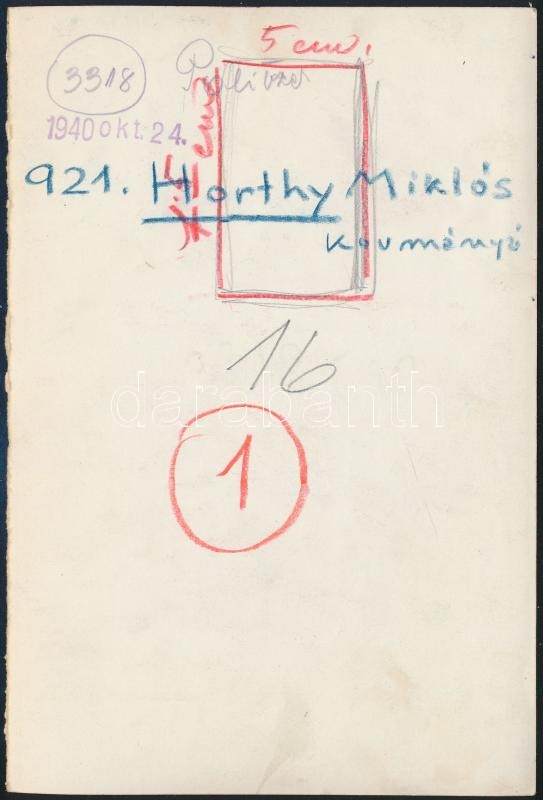 5 cm.
3318
1940 okt. 24.
921. Horthy Miklós
kormányzó
16
darabanth
1